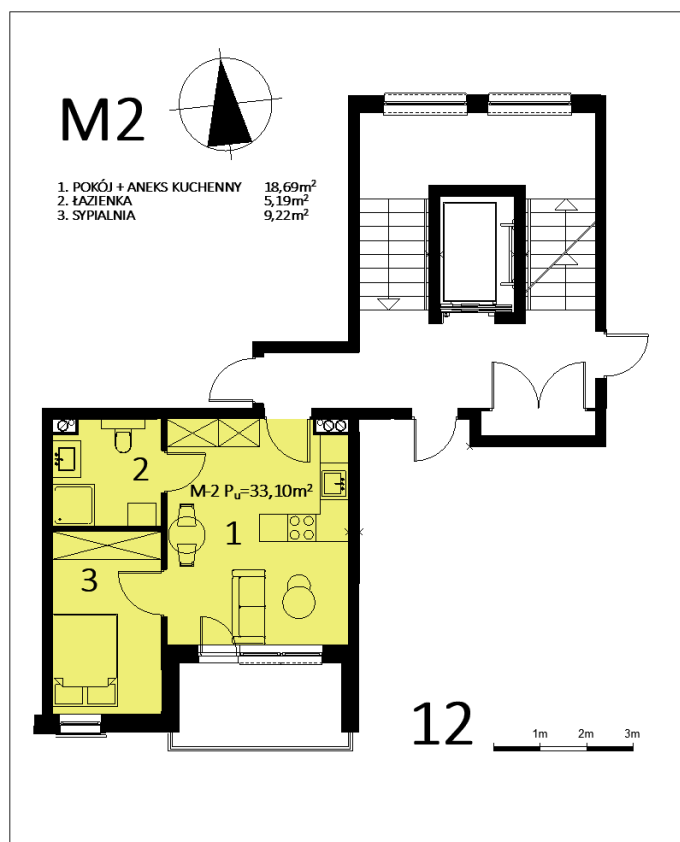 M2
1. POKÓJ + ANEKS KUCHENNY 18,69m²
2. ŁAZIENKA 5,19m²
3. SYPIALNIA 9,22m²
2
M-2 Pᵤ=33,10m²
1
3
12
1m 2m 3m